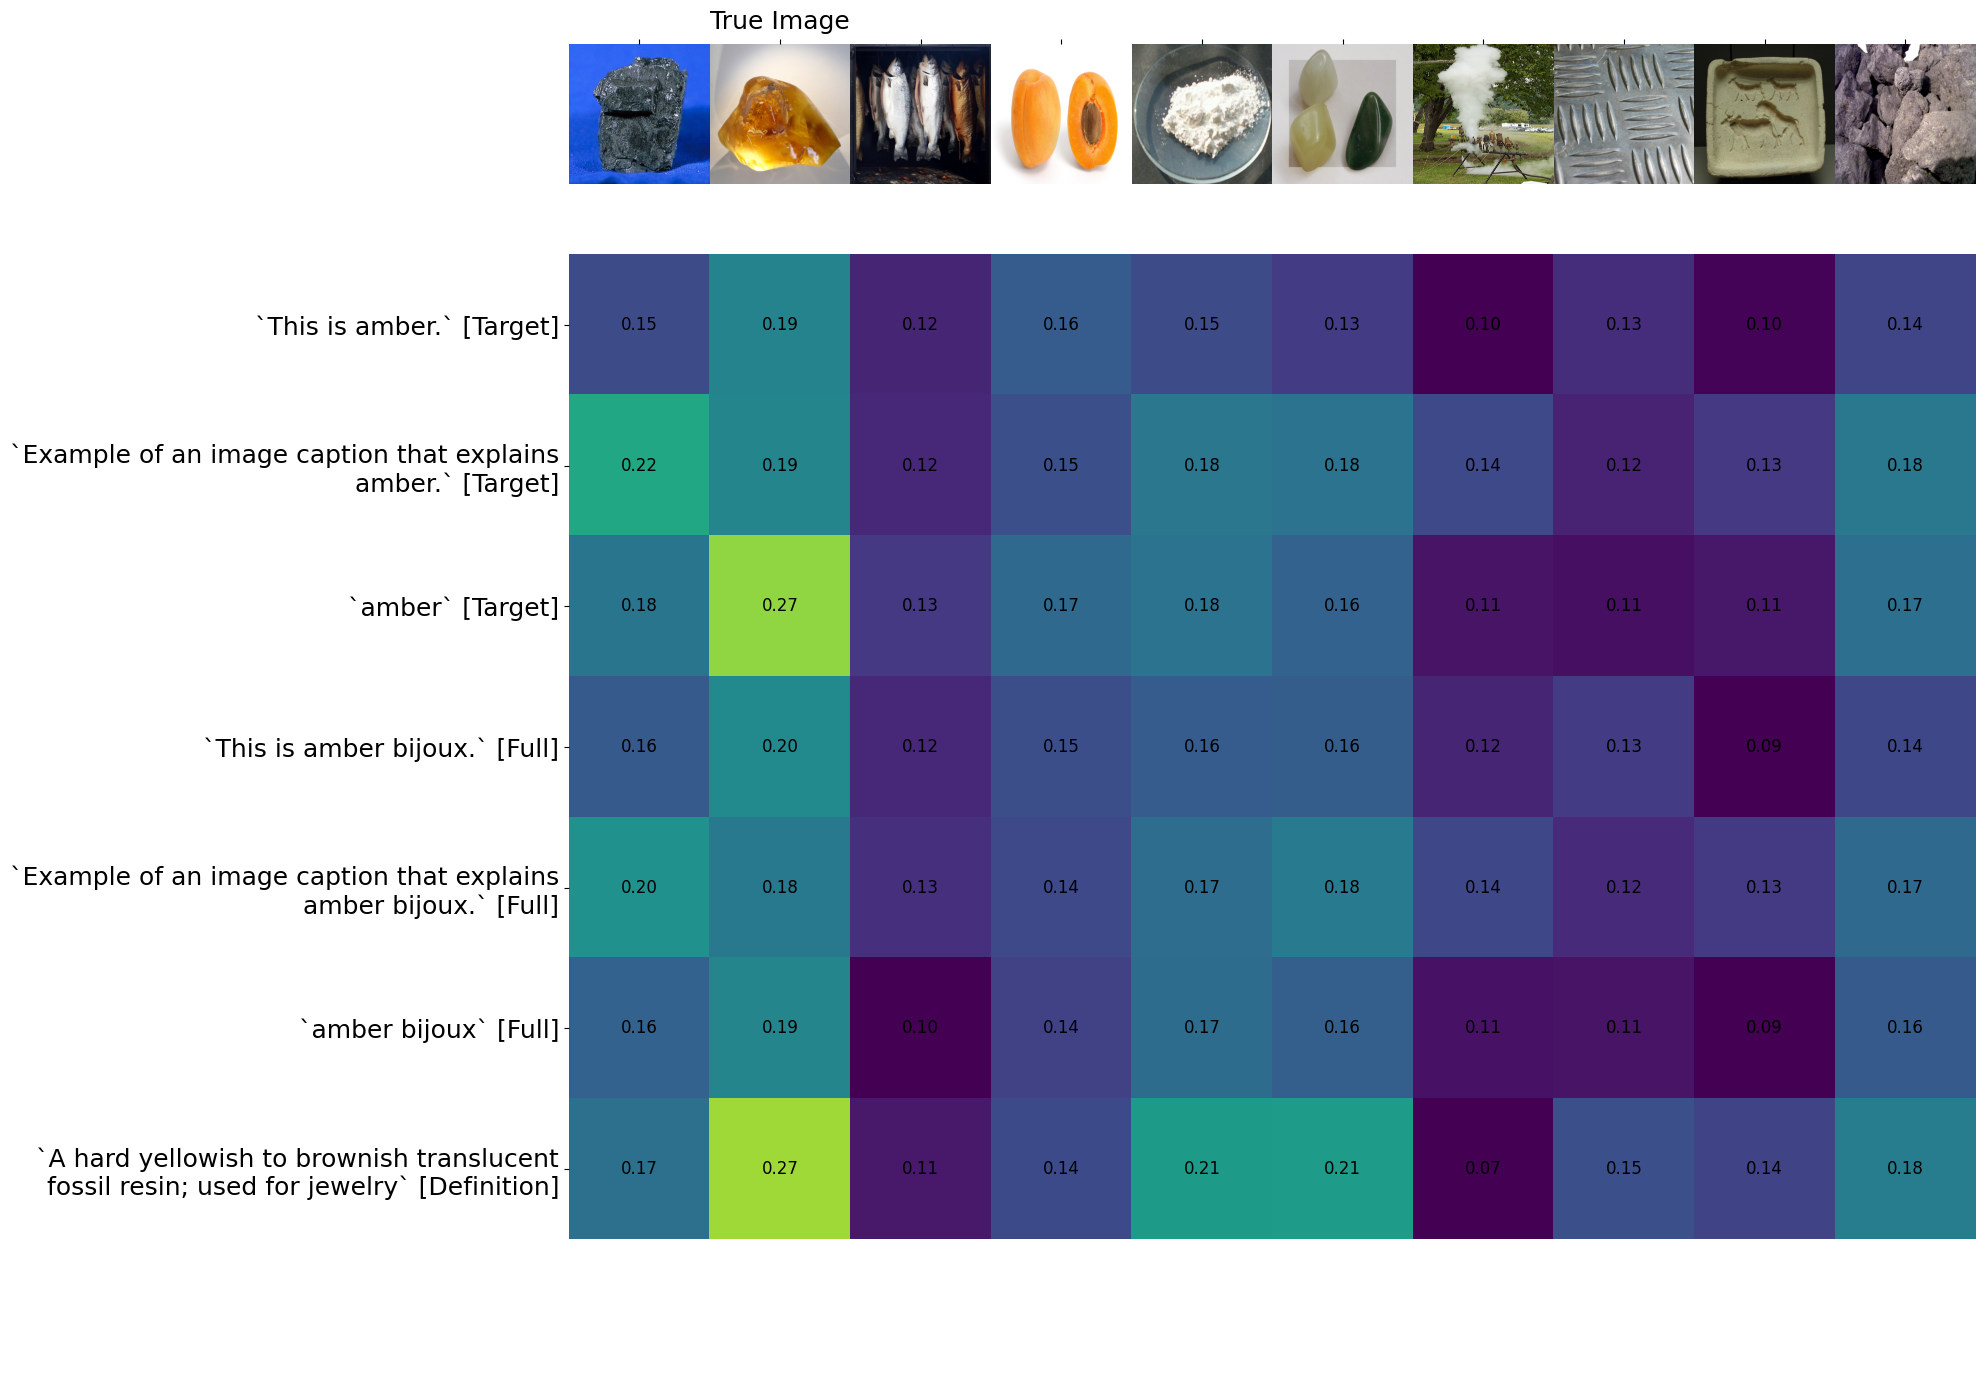 True Image
`This is amber.` [Target]
0.15 0.19 0.12 0.16 0.15 0.13 0.10 0.13 0.10 0.14
`Example of an image caption that explains
amber.` [Target]
0.22 0.19 0.12 0.15 0.18 0.18 0.14 0.12 0.13 0.18
`amber` [Target]
0.18 0.27 0.13 0.17 0.18 0.16 0.11 0.11 0.11 0.17
`This is amber bijoux.` [Full]
0.16 0.20 0.12 0.15 0.16 0.16 0.12 0.13 0.09 0.14
`Example of an image caption that explains
amber bijoux.` [Full]
0.20 0.18 0.13 0.14 0.17 0.18 0.14 0.12 0.13 0.17
`amber bijoux` [Full]
0.16 0.19 0.10 0.14 0.17 0.16 0.11 0.11 0.09 0.16
`A hard yellowish to brownish translucent
fossil resin; used for jewelry` [Definition]
0.17 0.27 0.11 0.14 0.21 0.21 0.07 0.15 0.14 0.18